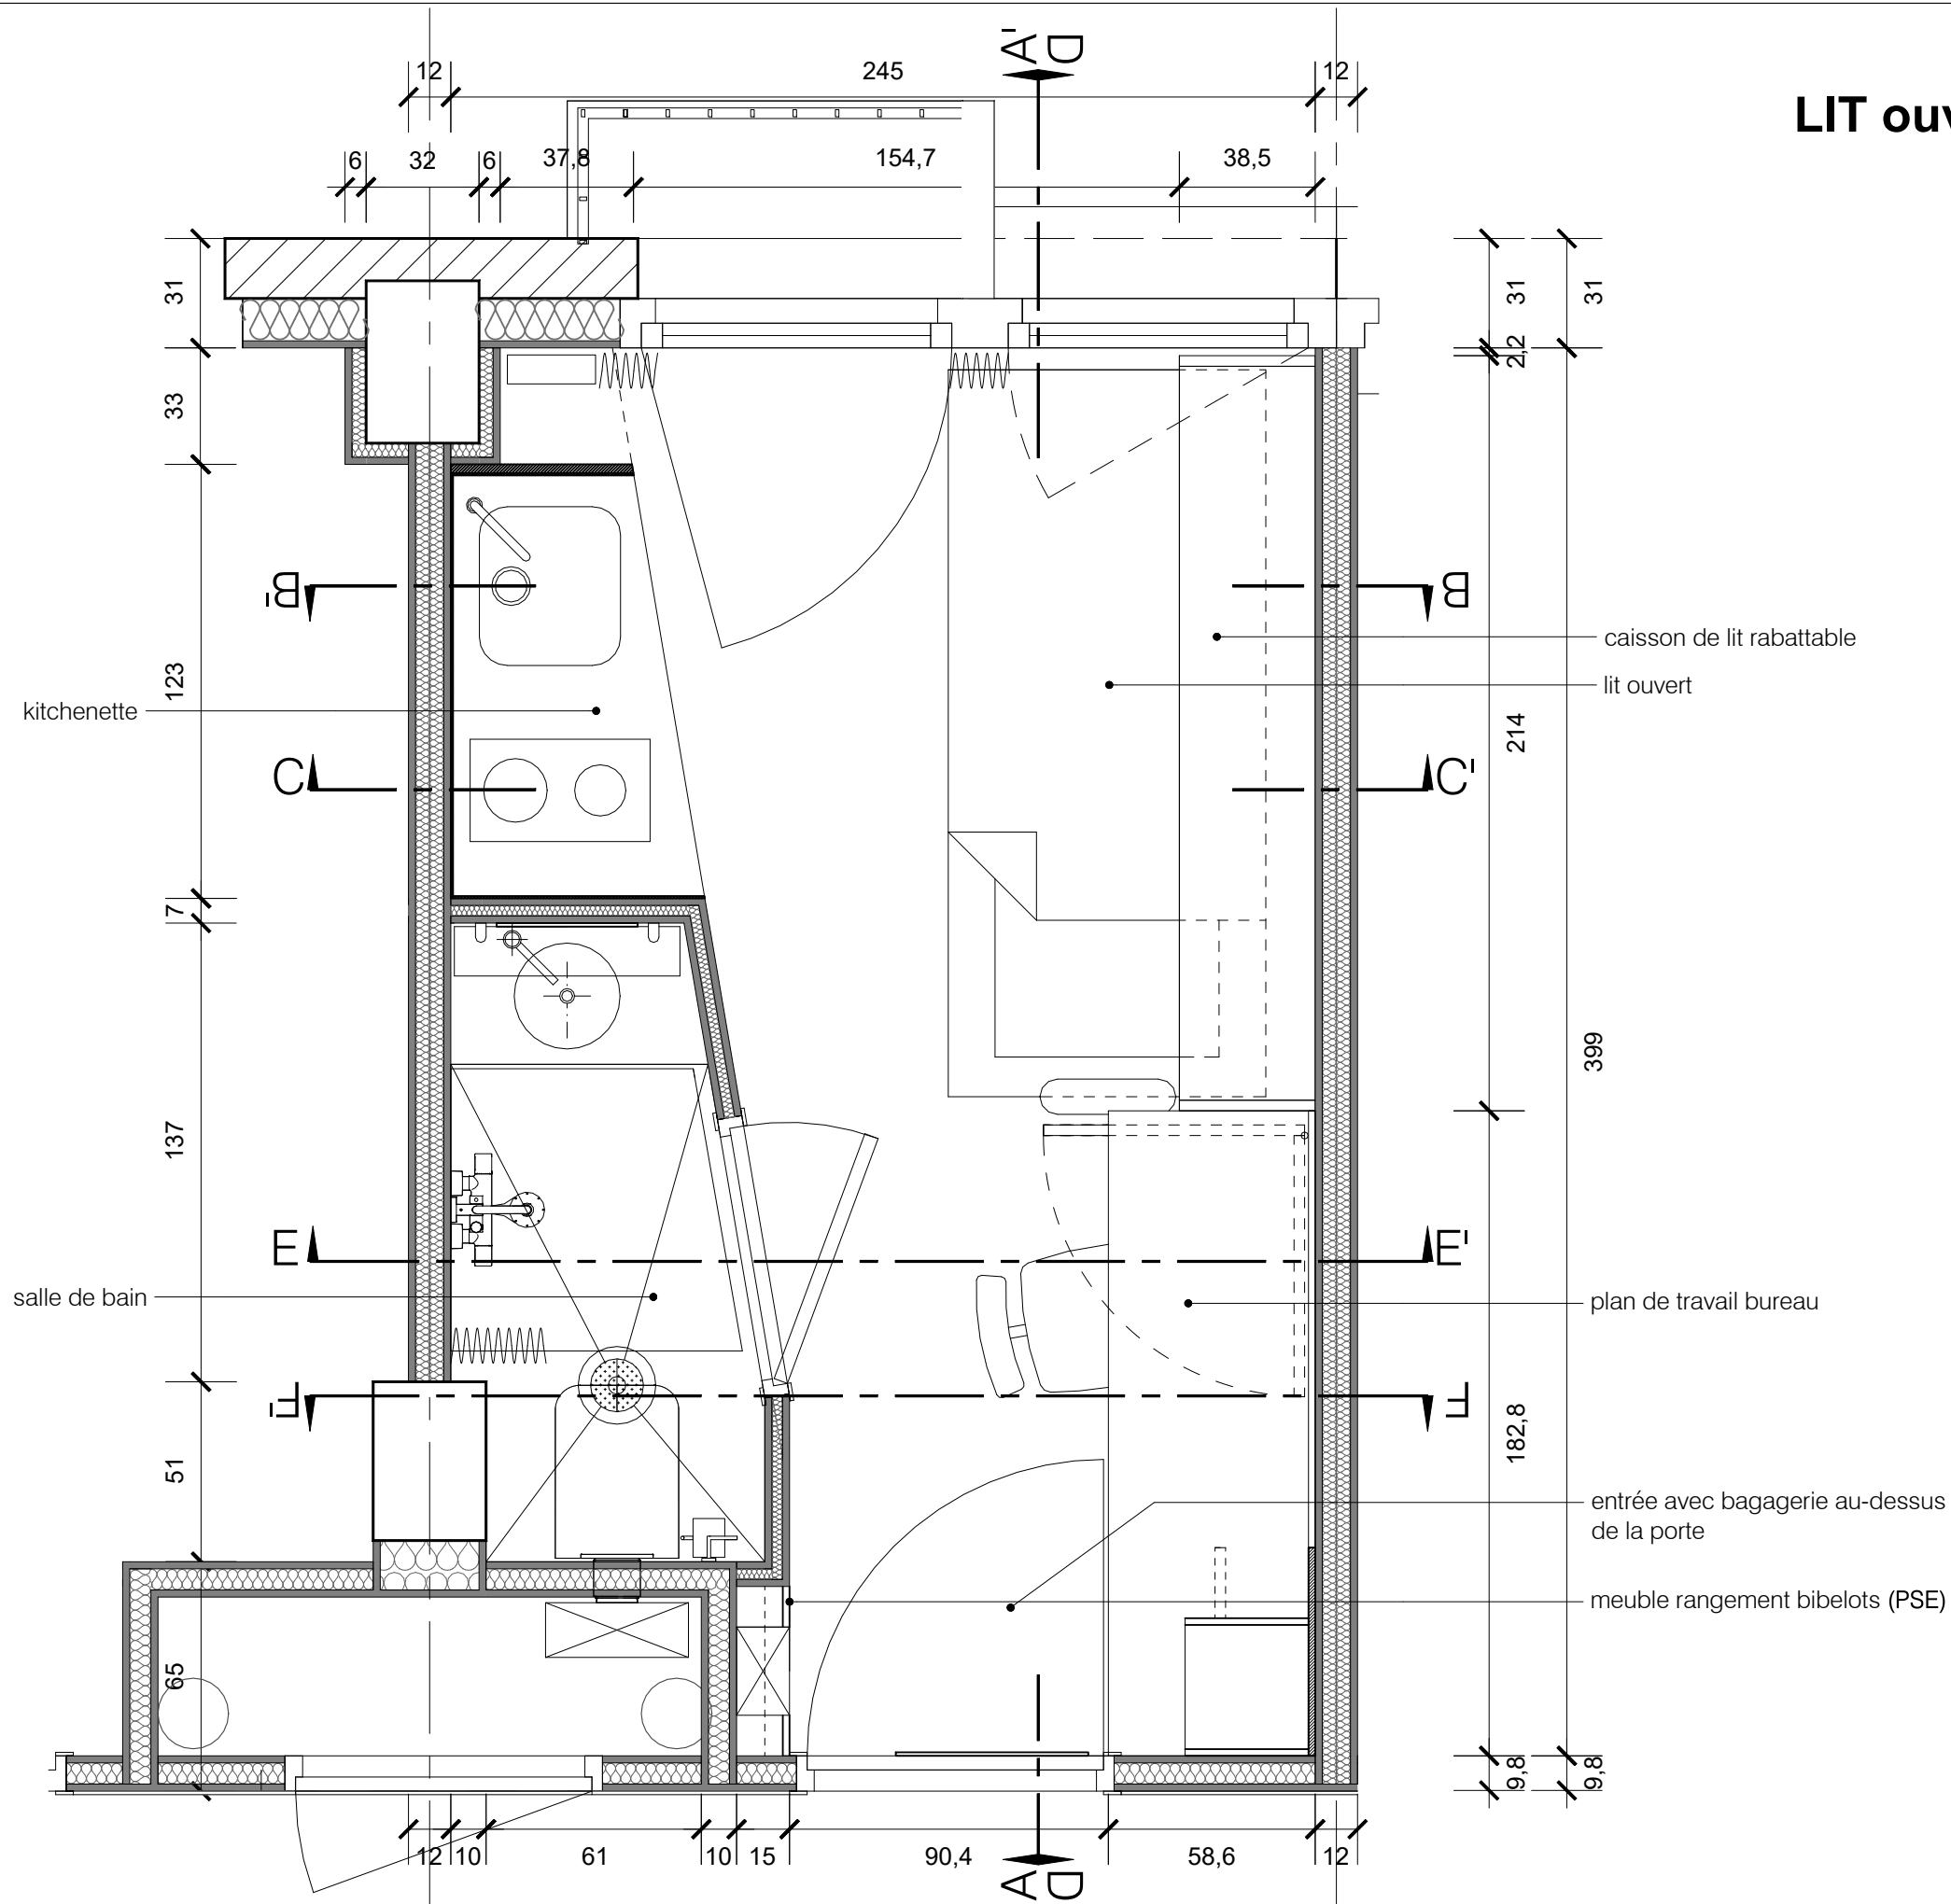 A' D
12 245 12
LIT ouv
6 32 6 37,8 154,7 38,5
31 31 31
2,2
33
B' B
caisson de lit rabattable
123
lit ouvert
kitchenette
214
C C'
7
399
137
E E'
salle de bain
plan de travail bureau
F' F
182,8
51
entrée avec bagagerie au-dessus
de la porte
meuble rangement bibelots (PSE)
65
9,8 9,8
12 10 61 10 15 90,4 58,6 12
A D